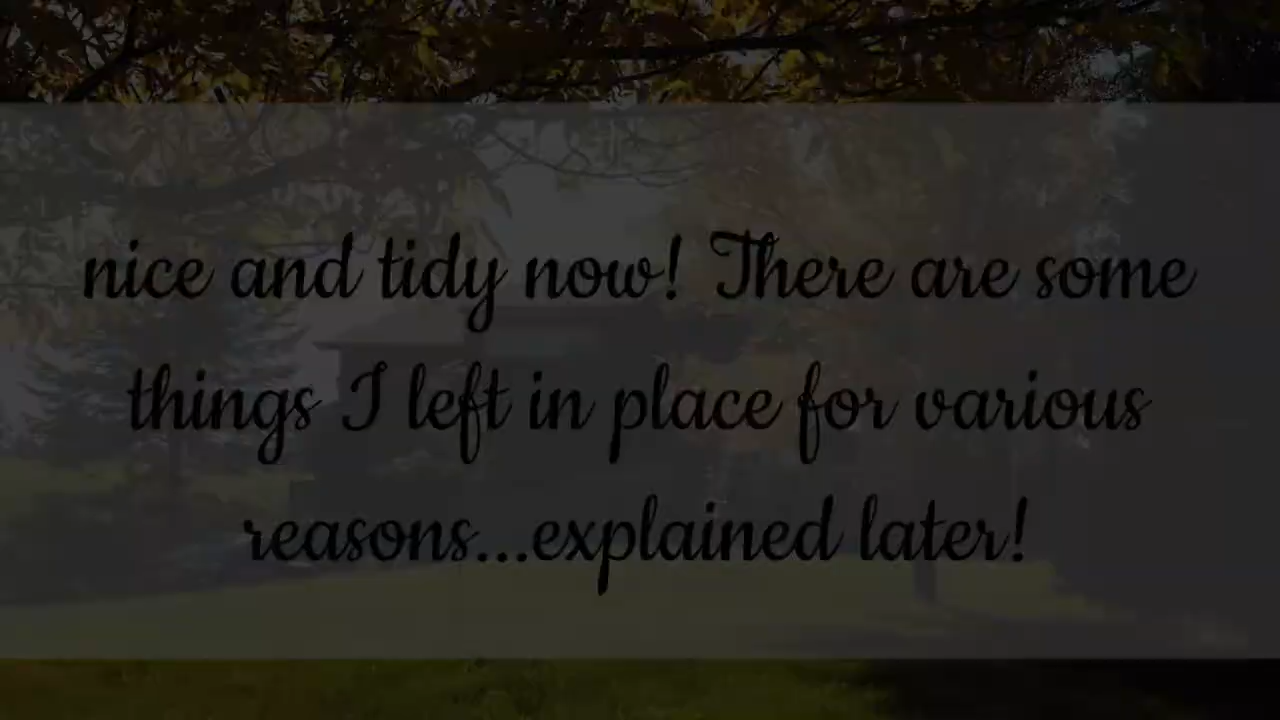 nice and tidy now! There are some
things I left in place for various
reasons...explained later!